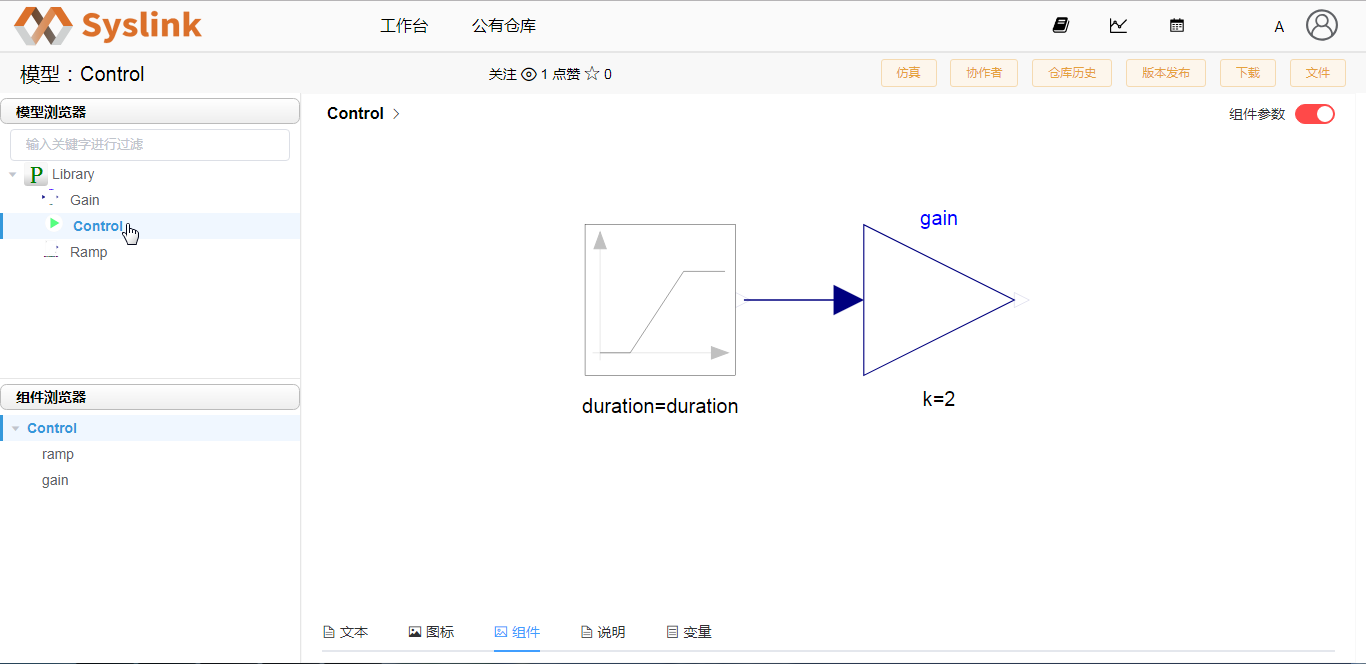 Syslink 工作台 公有仓库 A
模型：Control 关注 1 点赞 0 仿真 协作者 仓库历史 版本发布 下载 文件
模型浏览器
输入关键字进行过滤
P Library
Gain
Control
Ramp
组件浏览器
Control
ramp
gain
Control >
组件参数
gain
duration=duration
k=2
文本 图标 组件 说明 变量